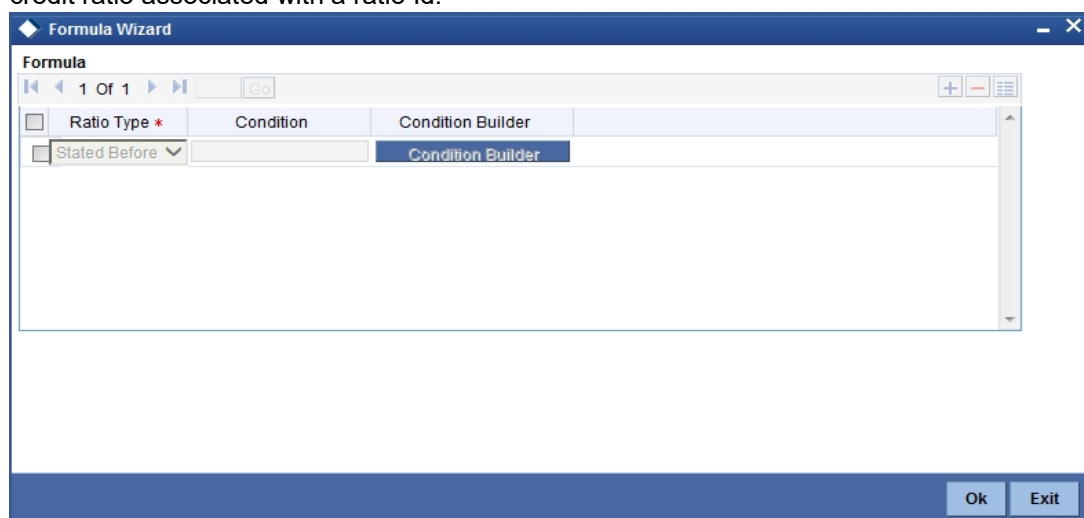 credit ratio associated with a ratio id.
Formula Wizard
Formula
1 Of 1 Go
Ratio Type * Condition Condition Builder
Stated Before Condition Builder
Ok Exit